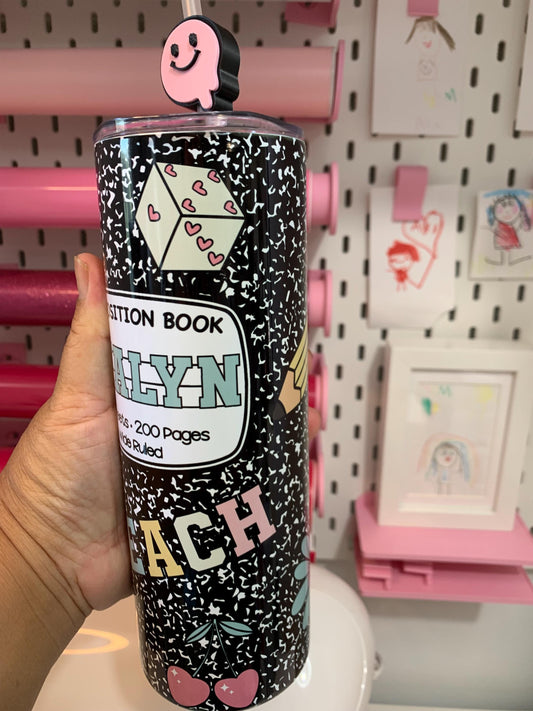 SITION BOOK
ALYN
ets • 200 Pages
ide Ruled
EACH